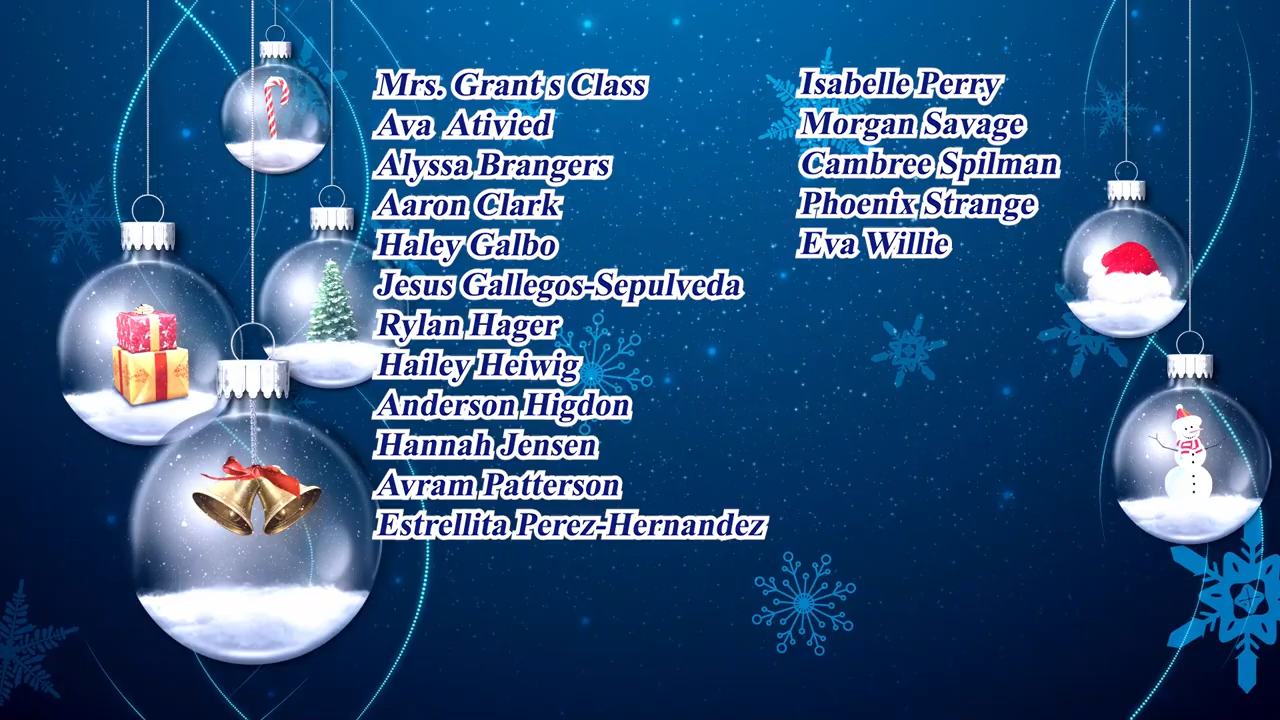 Mrs. Grant s Class
Ava  Ativied
Alyssa Brangers
Aaron Clark
Haley Galbo
Jesus Gallegos-Sepulveda
Rylan Hager
Hailey Heiwig
Anderson Higdon
Hannah Jensen
Avram Patterson
Estrellita Perez-Hernandez
Isabelle Perry
Morgan Savage
Cambree Spilman
Phoenix Strange
Eva Willie